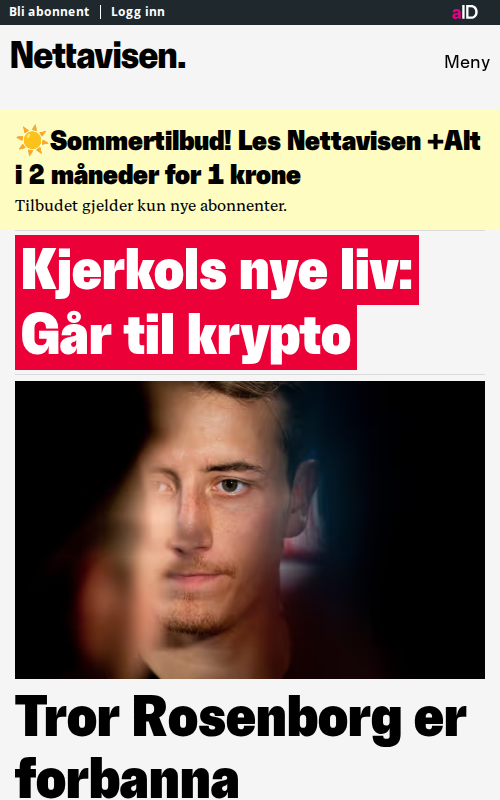 Bli abonnent | Logg inn
aID
Nettavisen.
Meny
☀️Sommertilbud! Les Nettavisen +Alt
i 2 måneder for 1 krone
Tilbudet gjelder kun nye abonnenter.
Kjerkols nye liv:
Går til krypto
Tror Rosenborg er
forbanna